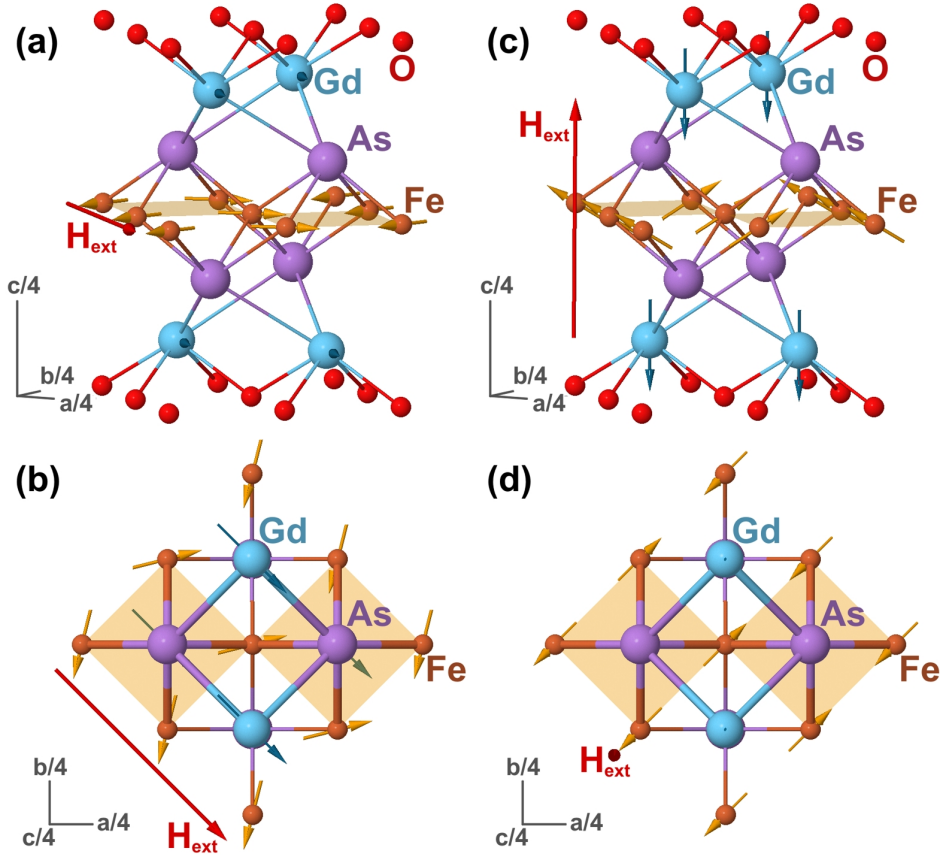 (a)
O
Gd
As
Fe
Hext
c/4
b/4
a/4
(c)
O
Gd
Hext
As
Fe
c/4
b/4
a/4
(b)
Gd
As
Fe
Hext
b/4
c/4
a/4
(d)
Gd
As
Fe
Hext
b/4
c/4
a/4